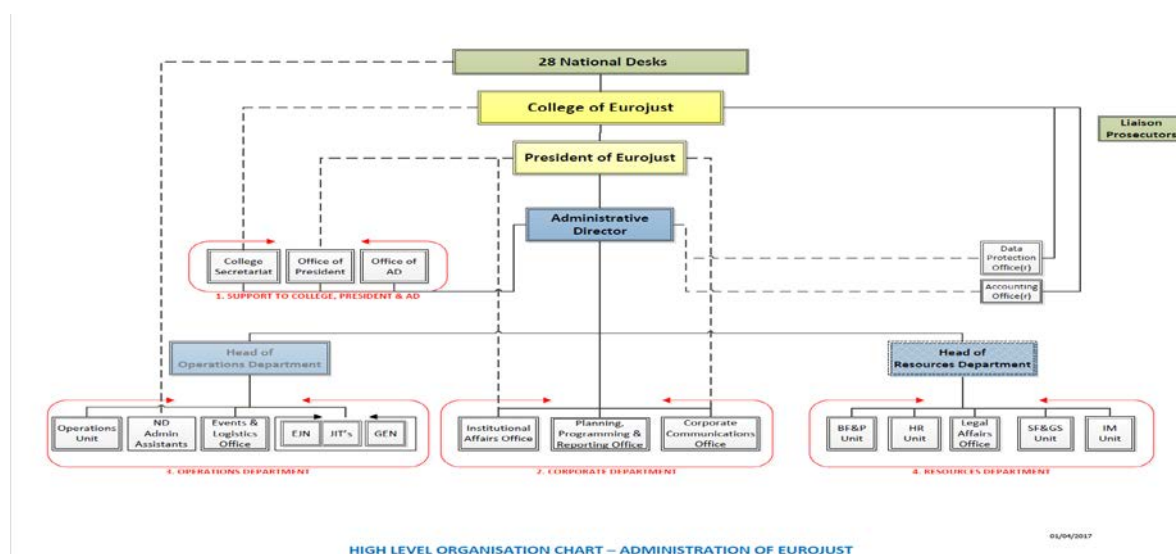 28 National Desks
College of Eurojust
Liaison
Prosecutors
President of Eurojust
Administrative
Director
College
Secretariat
Office of
President
Office of
AD
Data
Protection
Office(r)
Accounting
Office(r)
1. SUPPORT TO COLLEGE, PRESIDENT & AD
Head of
Operations Department
Head of
Resources Department
Operations
Unit
ND
Admin
Assistants
Events &
Logistics Office
EJN
JIT's
GEN
Institutional
Affairs Office
Planning,
Programming &
Reporting Office
Corporate
Communications
Office
BF&P
Unit
HR
Unit
Legal
Affairs
Office
SF&GS
Unit
IM
Unit
3. OPERATIONS DEPARTMENT
2. CORPORATE DEPARTMENT
4. RESOURCES DEPARTMENT
01/04/2017
HIGH LEVEL ORGANISATION CHART – ADMINISTRATION OF EUROJUST